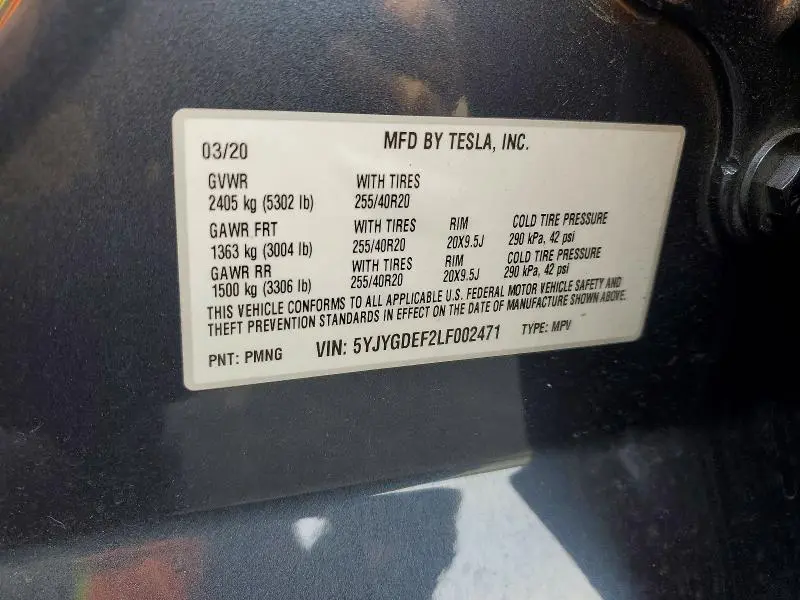 03/20 MFD BY TESLA, INC.
GVWR WITH TIRES
2405 kg (5302 lb) 255/40R20
GAWR FRT WITH TIRES RIM COLD TIRE PRESSURE
1363 kg (3004 lb) 255/40R20 20X9.5J 290 kPa, 42 psi
GAWR RR WITH TIRES RIM COLD TIRE PRESSURE
1500 kg (3306 lb) 255/40R20 20X9.5J 290 kPa, 42 psi
THIS VEHICLE CONFORMS TO ALL APPLICABLE U.S. FEDERAL MOTOR VEHICLE SAFETY AND
THEFT PREVENTION STANDARDS IN EFFECT ON THE DATE OF MANUFACTURE SHOWN ABOVE.
PNT: PMNG VIN: 5YJYGDEF2LF002471 TYPE: MPV